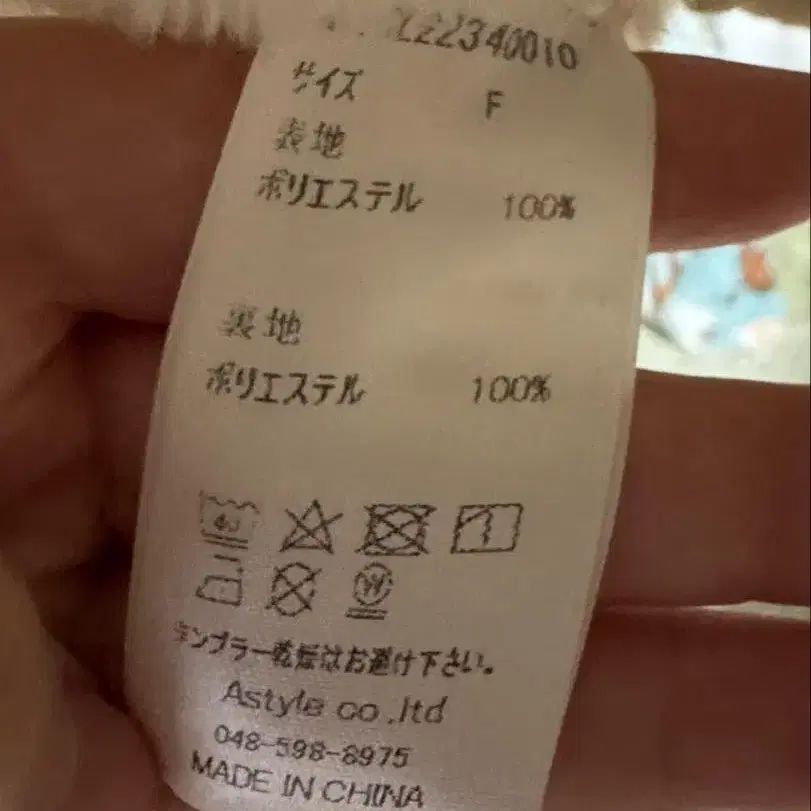 22340010
サイズ F
表地
ポリエステル 100%
裏地
ポリエステル 100%
40
W
タンブラー乾燥はお避け下さい。
Astyle co.,ltd
048-598-8975
MADE IN CHINA